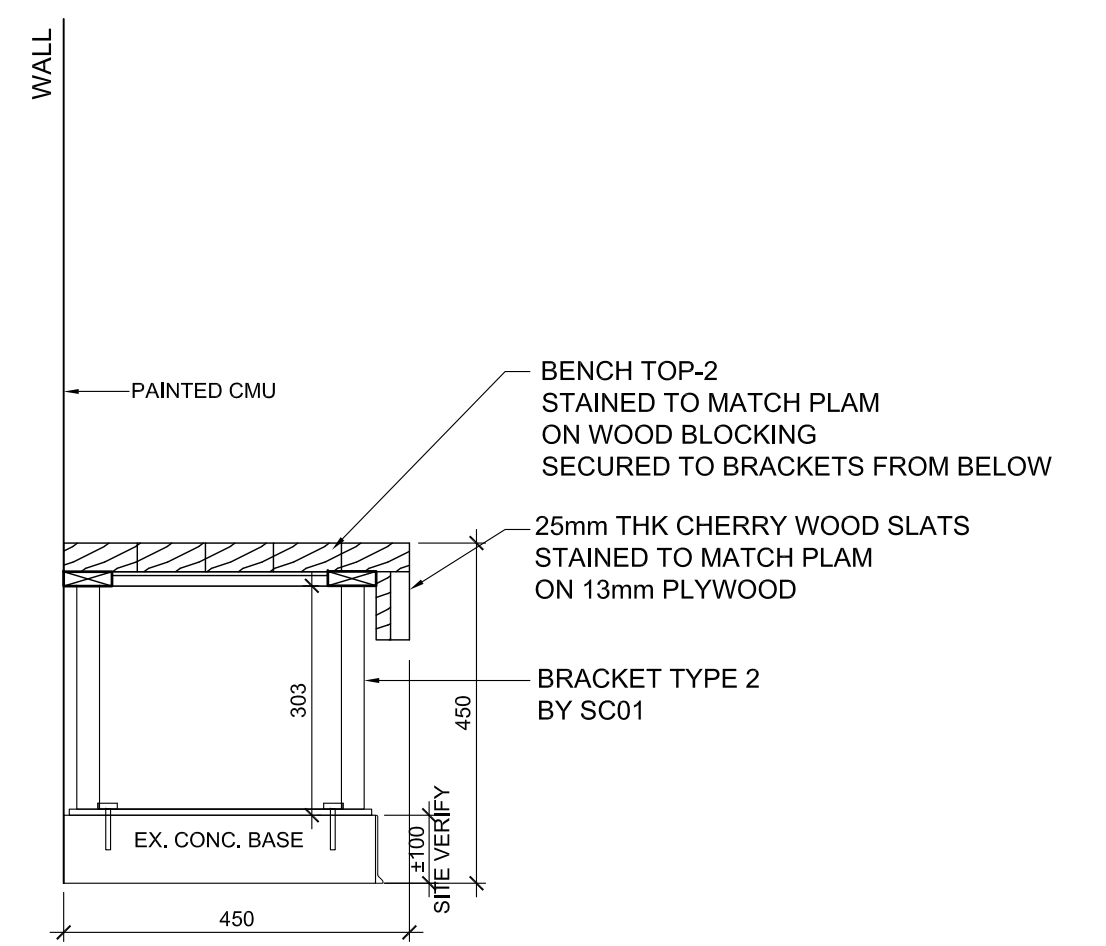 WALL
PAINTED CMU
BENCH TOP-2
STAINED TO MATCH PLAM
ON WOOD BLOCKING
SECURED TO BRACKETS FROM BELOW
25mm THK CHERRY WOOD SLATS
STAINED TO MATCH PLAM
ON 13mm PLYWOOD
BRACKET TYPE 2
BY SC01
303
450
±100
SITE VERIFY
EX. CONC. BASE
450